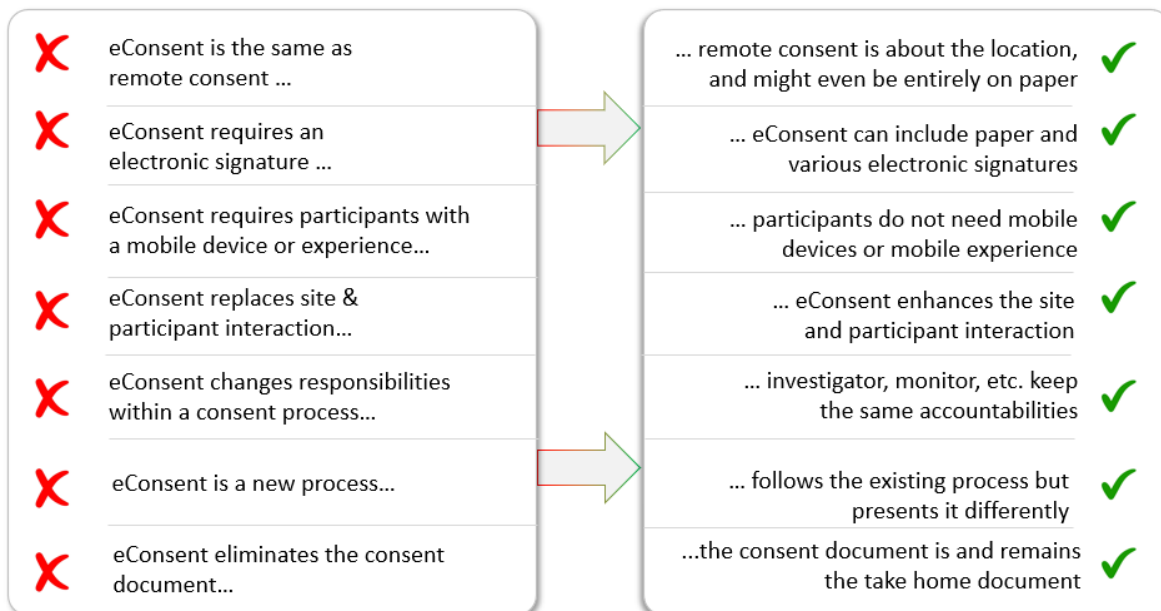 eConsent is the same as
remote consent ...
... remote consent is about the location,
and might even be entirely on paper
eConsent requires an
electronic signature ...
... eConsent can include paper and
various electronic signatures
eConsent requires participants with
a mobile device or experience...
... participants do not need mobile
devices or mobile experience
eConsent replaces site &
participant interaction...
... eConsent enhances the site
and participant interaction
eConsent changes responsibilities
within a consent process...
... investigator, monitor, etc. keep
the same accountabilities
eConsent is a new process...
... follows the existing process but
presents it differently
eConsent eliminates the consent
document...
...the consent document is and remains
the take home document